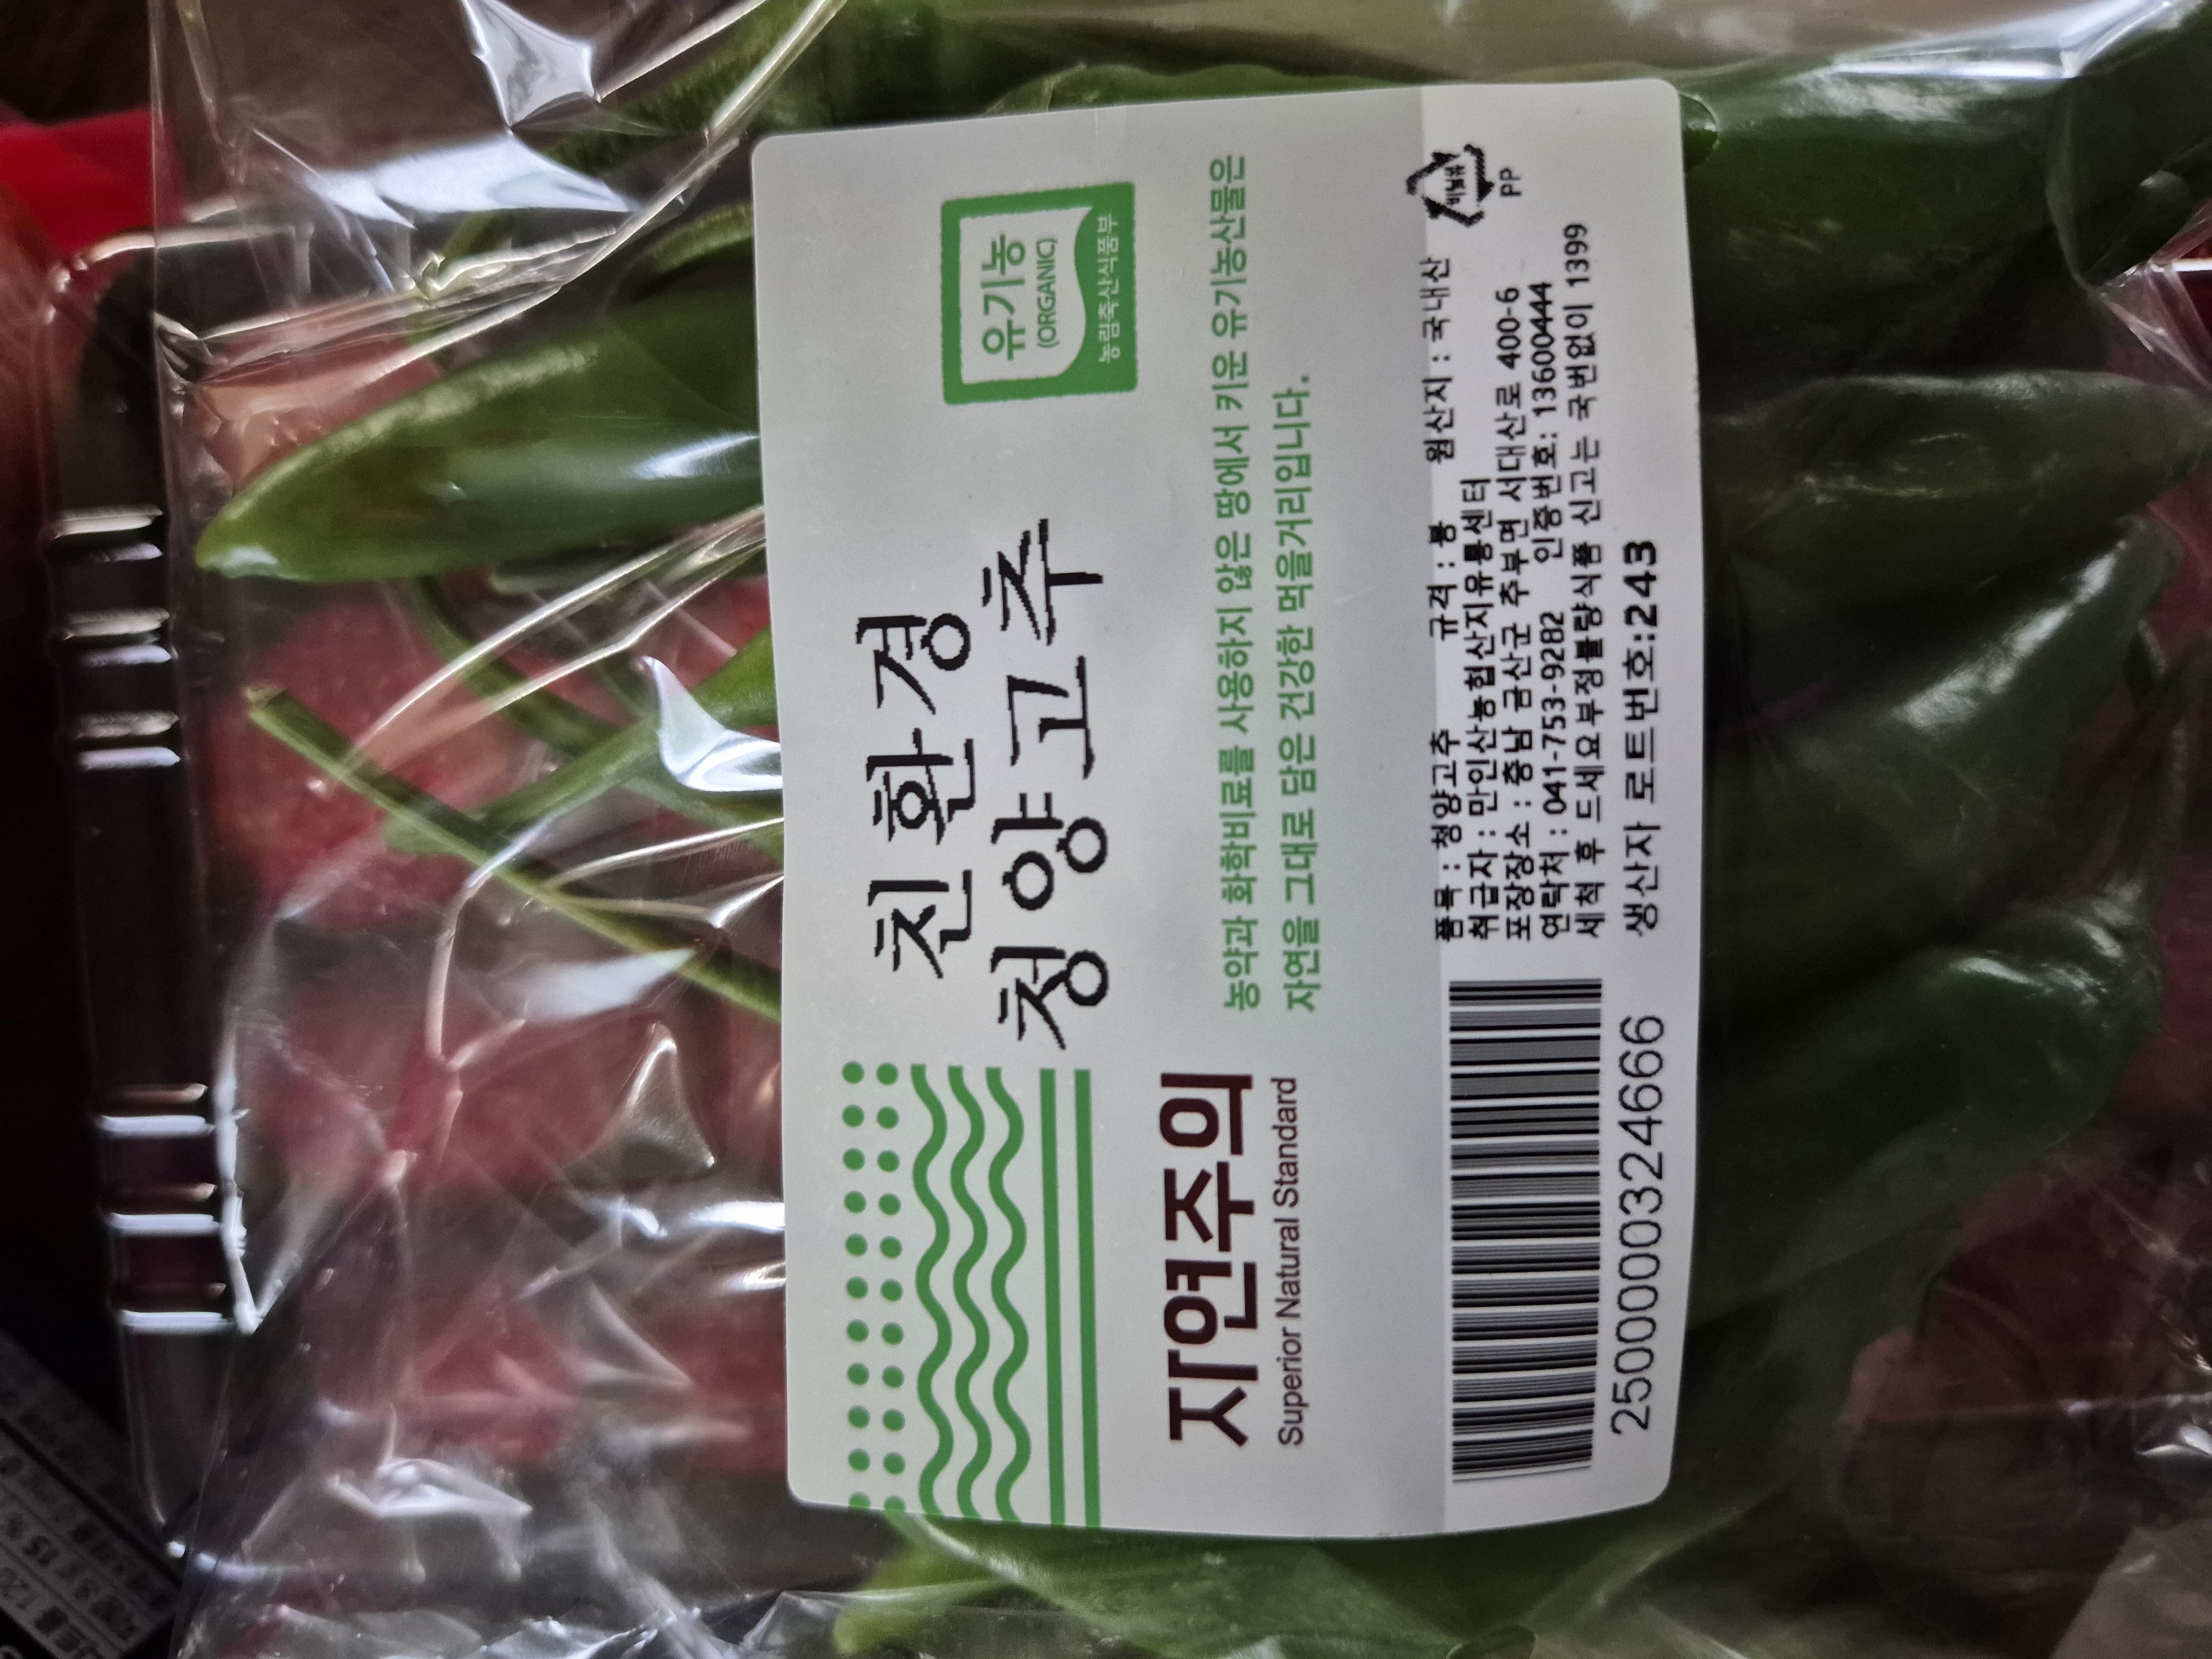 친환경
청양고추
유기농
(ORGANIC)
농림축산식품부
자연주의
Superior Natural Standard
농약과 화학비료를 사용하지 않은 땅에서 키운 유기농산물은
자연을 그대로 담은 건강한 먹을거리입니다.
품목 : 청양고추 규격 : 봉 원산지 : 국내산
취급자 : 만인산농협산지유통센터
포장장소 : 충남 금산군 추부면 서대산로 400-6
연락처 : 041-753-9282 인증번호: 13600444
세척 후 드세요부정불량식품 신고는 국번없이 1399
생산자 로트번호:243
비닐류
PP
2500000324666